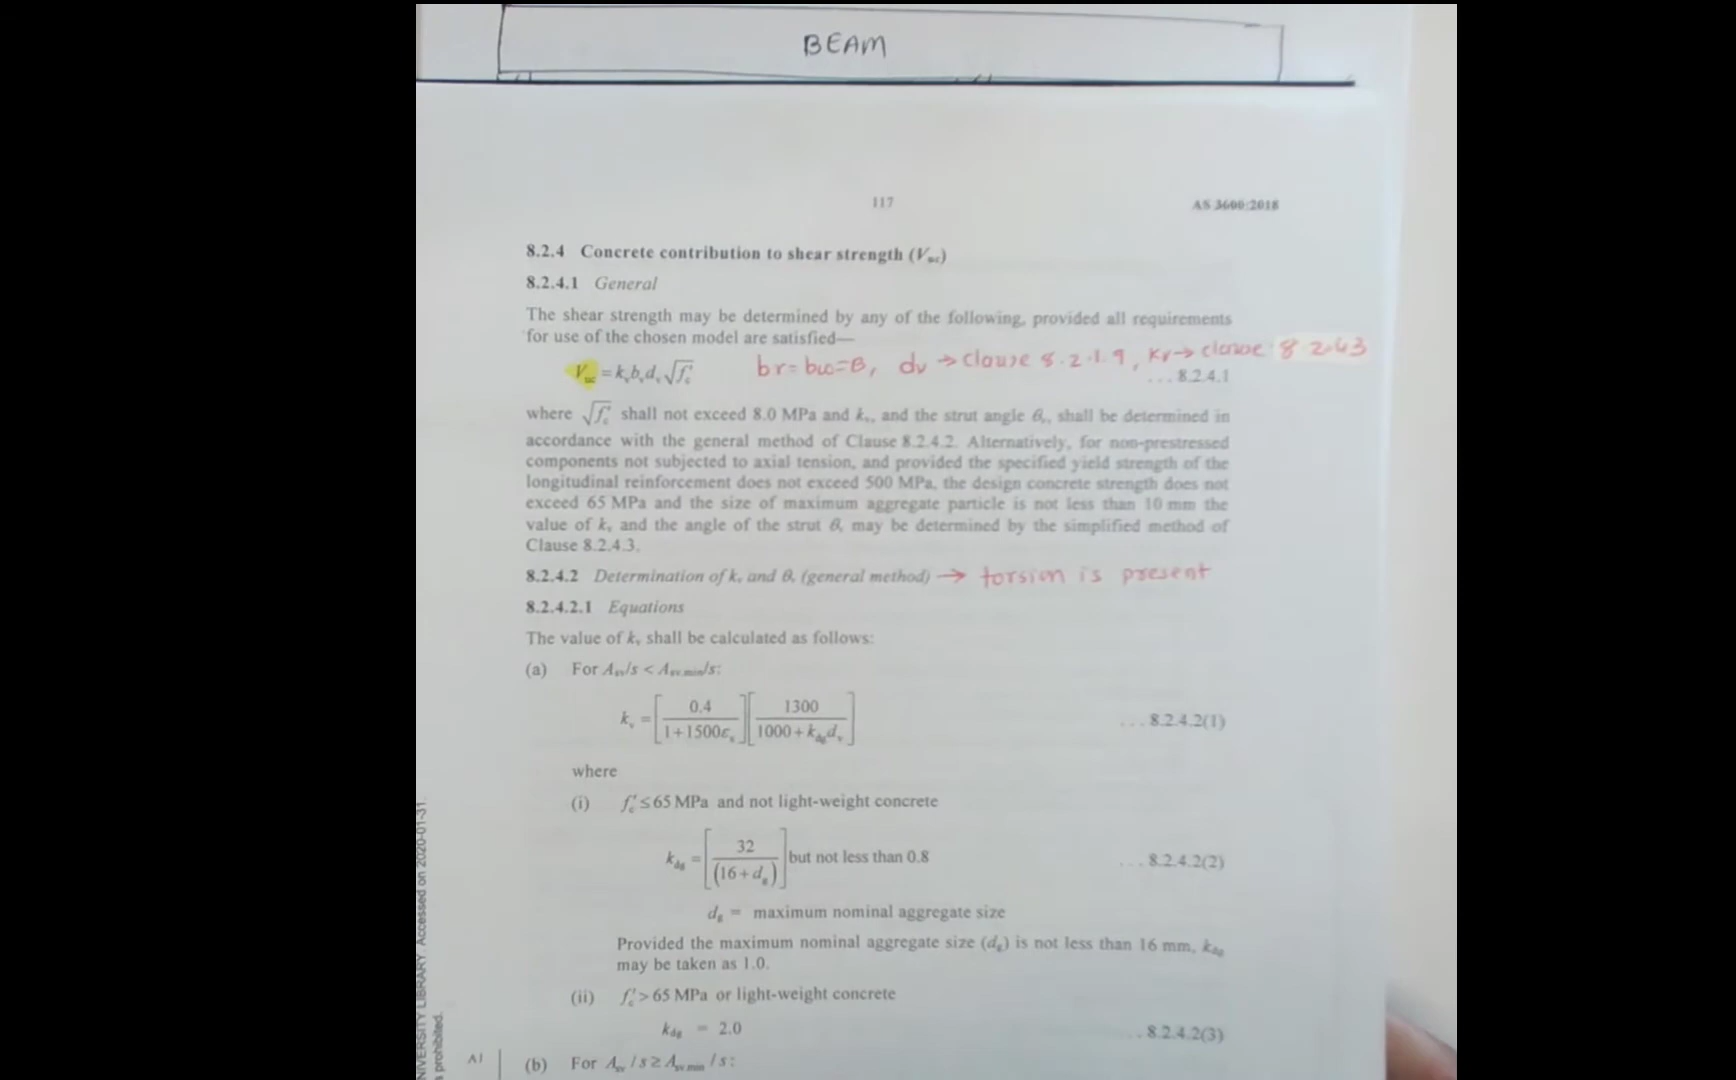 BEAM
117
AS 3600:2018
8.2.4 Concrete contribution to shear strength (Vuc)
8.2.4.1 General
The shear strength may be determined by any of the following, provided all requirements
for use of the chosen model are satisfied—
Vuc = kvbvdv√f'c
bv = bw = B, dv → clause 8.2.1.9, kv → clause 8.2.4.3
...8.2.4.1
where √f'c shall not exceed 8.0 MPa and kv, and the strut angle θv, shall be determined in
accordance with the general method of Clause 8.2.4.2. Alternatively, for non-prestressed
components not subjected to axial tension, and provided the specified yield strength of the
longitudinal reinforcement does not exceed 500 MPa, the design concrete strength does not
exceed 65 MPa and the size of maximum aggregate particle is not less than 10 mm the
value of kv and the angle of the strut θv may be determined by the simplified method of
Clause 8.2.4.3.
8.2.4.2 Determination of kv and θv (general method) → torsion is present
8.2.4.2.1 Equations
The value of kv shall be calculated as follows:
(a) For Asv/s < Asv.min/s:
kv = [0.4 / (1+1500εx)] [1300 / (1000 + kdgdv)] ...8.2.4.2(1)
where
(i) f'c ≤ 65 MPa and not light-weight concrete
kdg = [32 / (16 + dg)] but not less than 0.8 ...8.2.4.2(2)
dg = maximum nominal aggregate size
Provided the maximum nominal aggregate size (dg) is not less than 16 mm, kdg
may be taken as 1.0.
(ii) f'c > 65 MPa or light-weight concrete
kdg = 2.0 ...8.2.4.2(3)
A1
(b) For Asv/s ≥ Asv.min/s:
LIBRARY. Accessed on 2020-01-31.
prohibited.